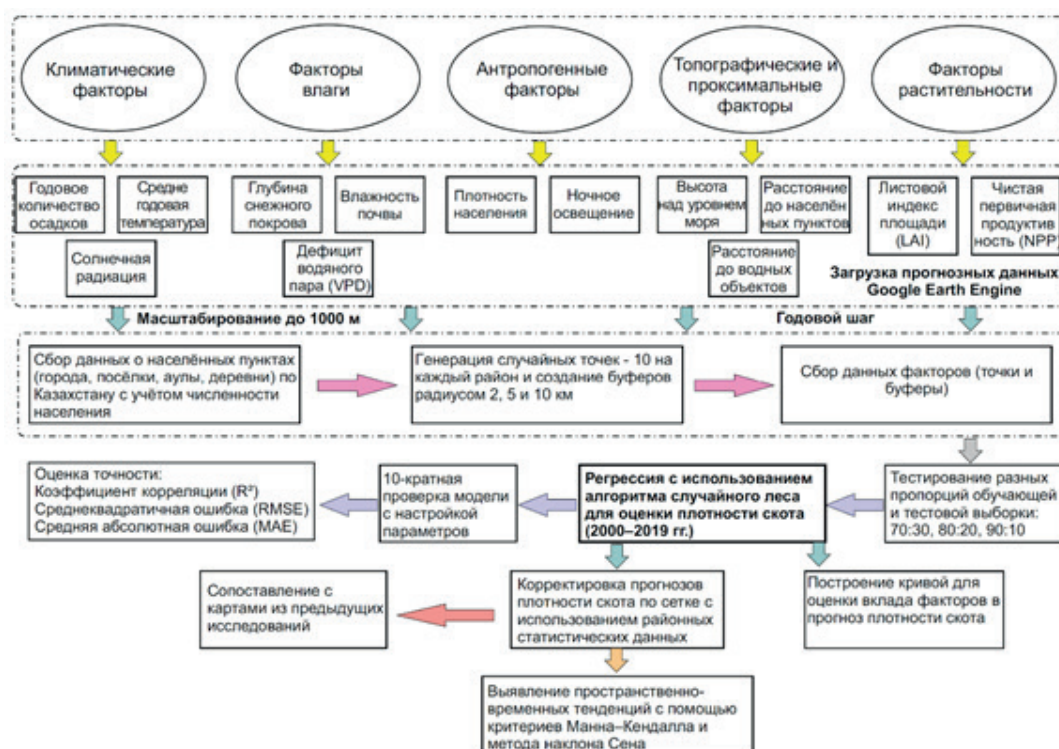 Климатические
факторы
Факторы
влаги
Антропогенные
факторы
Топографические и
проксимальные
факторы
Факторы
растительности
Годовое
количество
осадков
Средне
годовая
температура
Солнечная
радиация
Глубина
снежного
покрова
Влажность
почвы
Дефицит
водяного
пара (VPD)
Плотность
населения
Ночное
освещение
Высота
над уровнем
моря
Расстояние
до населён
ных пунктов
Расстояние
до водных
объектов
Листовой
индекс
площади
(LAI)
Чистая
первичная
продуктив
ность (NPP)
Загрузка прогнозных данных
Google Earth Engine
Масштабирование до 1000 м
Годовой шаг
Сбор данных о населённых пунктах
(города, посёлки, аулы, деревни) по
Казахстану с учётом численности
населения
Генерация случайных точек - 10 на
каждый район и создание буферов
радиусом 2, 5 и 10 км
Сбор данных факторов (точки и
буферы)
Оценка точности:
Коэффициент корреляции (R²)
Среднеквадратичная ошибка (RMSE)
Средняя абсолютная ошибка (MAE)
10-кратная
проверка модели
с настройкой
параметров
Регрессия с использованием
алгоритма случайного леса
для оценки плотности скота
(2000–2019 гг.)
Тестирование разных
пропорций обучающей
и тестовой выборки:
70:30, 80:20, 90:10
Сопоставление с
картами из предыдущих
исследований
Корректировка прогнозов
плотности скота по сетке с
использованием районных
статистических данных
Построение кривой для
оценки вклада факторов в
прогноз плотности скота
Выявление пространственно-
временных тенденций с помощью
критериев Манна–Кендалла и
метода наклона Сена